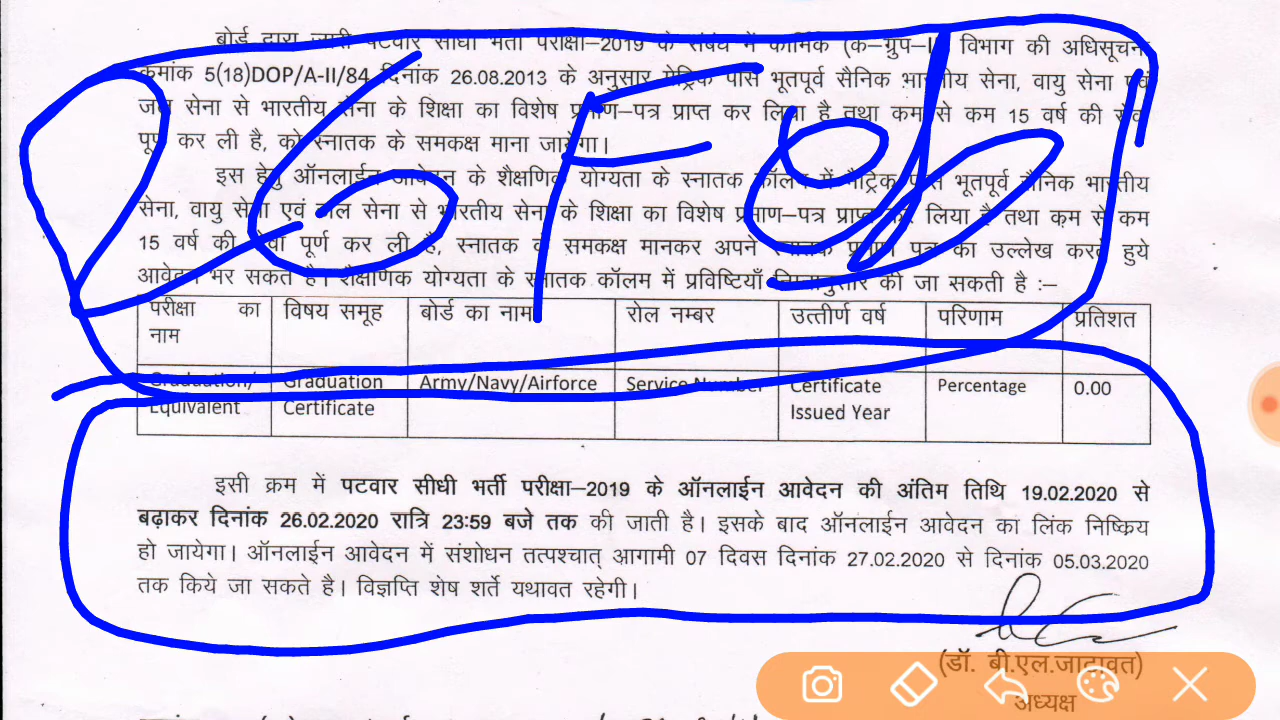 बोर्ड द्वारा जारी पटवार सीधी भर्ती परीक्षा–2019 के संबंध में कार्मिक (क–ग्रुप–II) विभाग की अधिसूचना
क्रमांक 5(18)DOP/A-II/84 दिनांक 26.08.2013 के अनुसार मैट्रिक पास भूतपूर्व सैनिक भारतीय सेना, वायु सेना एवं
जल सेना से भारतीय सेना के शिक्षा का विशेष प्रमाण–पत्र प्राप्त कर लिया है तथा कम से कम 15 वर्ष की सेवा
पूर्ण कर ली है, को स्नातक के समकक्ष माना जायेगा।
इस हेतु ऑनलाईन आवेदन के शैक्षणिक योग्यता के स्नातक कॉलम में मैट्रिक पास भूतपूर्व सैनिक भारतीय
सेना, वायु सेना एवं जल सेना से भारतीय सेना के शिक्षा का विशेष प्रमाण–पत्र प्राप्त कर लिया है तथा कम से कम
15 वर्ष की सेवा पूर्ण कर ली है, स्नातक के समकक्ष मानकर अपने स्नातक प्रमाण पत्र का उल्लेख करते हुये
आवेदन भर सकते है। शैक्षणिक योग्यता के स्नातक कॉलम में प्रविष्टियाँ निम्नानुसार की जा सकती है :–
26 Feb
परीक्षा का नाम विषय समूह बोर्ड का नाम रोल नम्बर उत्तीर्ण वर्ष परिणाम प्रतिशत
Graduation/ Graduation Army/Navy/Airforce Service Number Certificate Percentage 0.00
Equivalent Certificate Issued Year
इसी क्रम में पटवार सीधी भर्ती परीक्षा–2019 के ऑनलाईन आवेदन की अंतिम तिथि 19.02.2020 से
बढ़ाकर दिनांक 26.02.2020 रात्रि 23:59 बजे तक की जाती है। इसके बाद ऑनलाईन आवेदन का लिंक निष्क्रिय
हो जायेगा। ऑनलाईन आवेदन में संशोधन तत्पश्चात् आगामी 07 दिवस दिनांक 27.02.2020 से दिनांक 05.03.2020
तक किये जा सकते है। विज्ञप्ति शेष शर्ते यथावत रहेगी।
(डॉ. बी.एल.जाटावत)
अध्यक्ष